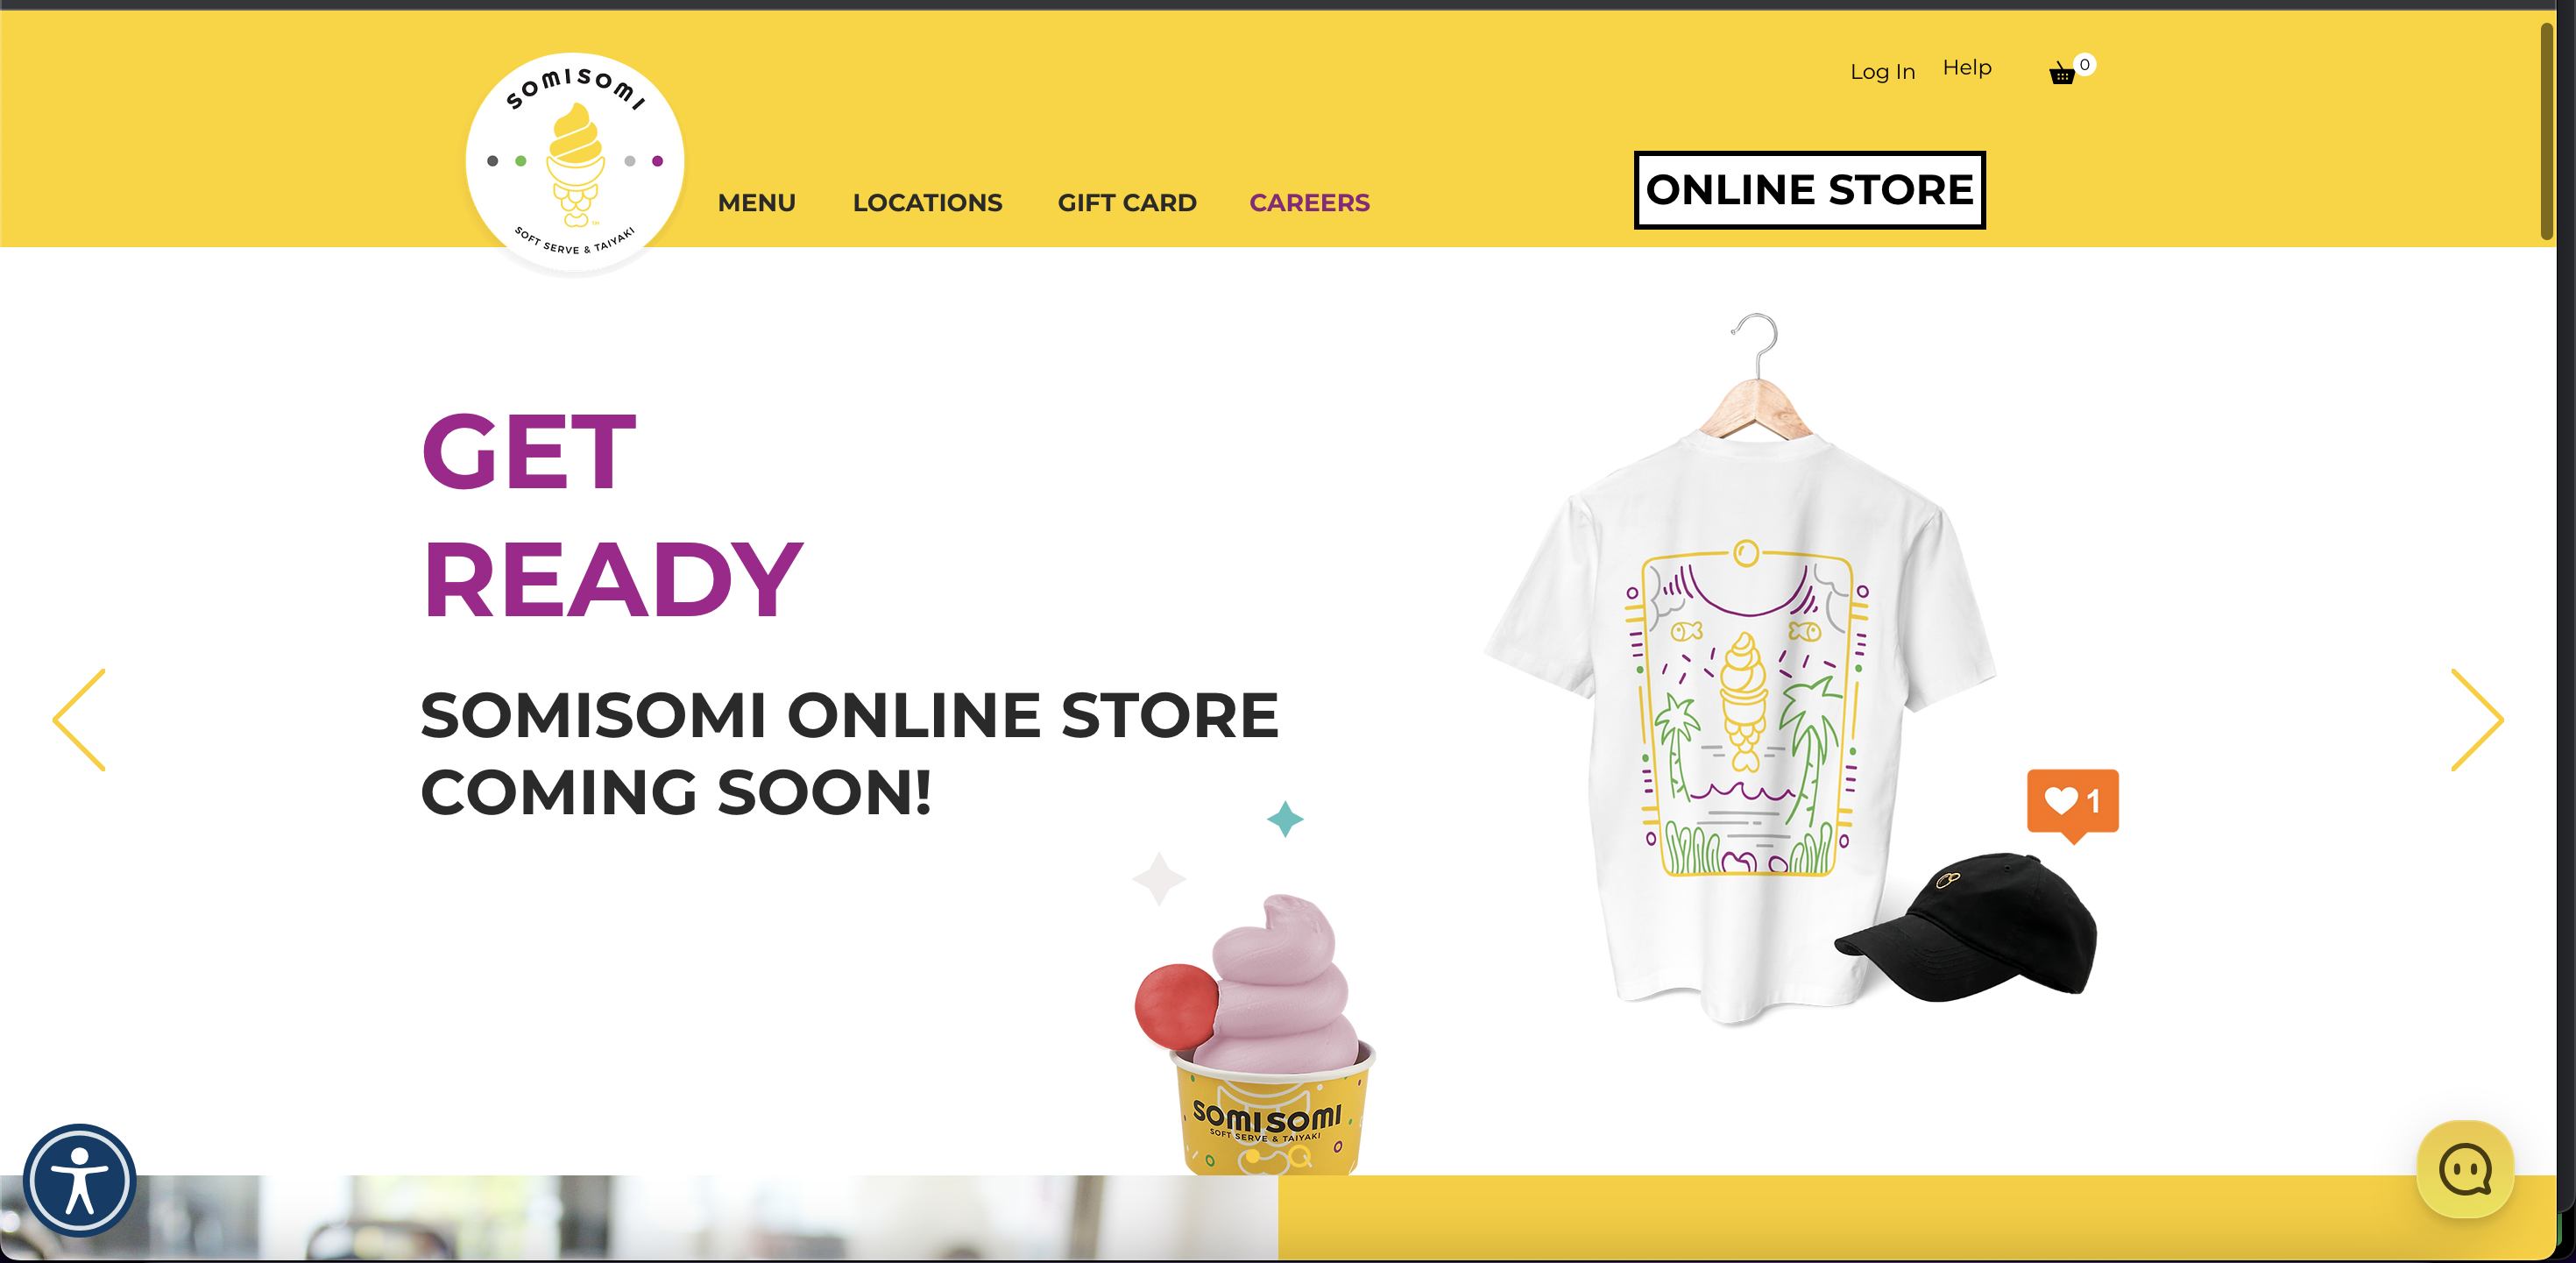 SOMISOMI
SOFT SERVE & TAIYAKI
MENU
LOCATIONS
GIFT CARD
CAREERS
Log In
Help
0
ONLINE STORE
GET
READY
SOMISOMI ONLINE STORE
COMING SOON!
1
SOMISOMI
SOFT SERVE & TAIYAKI